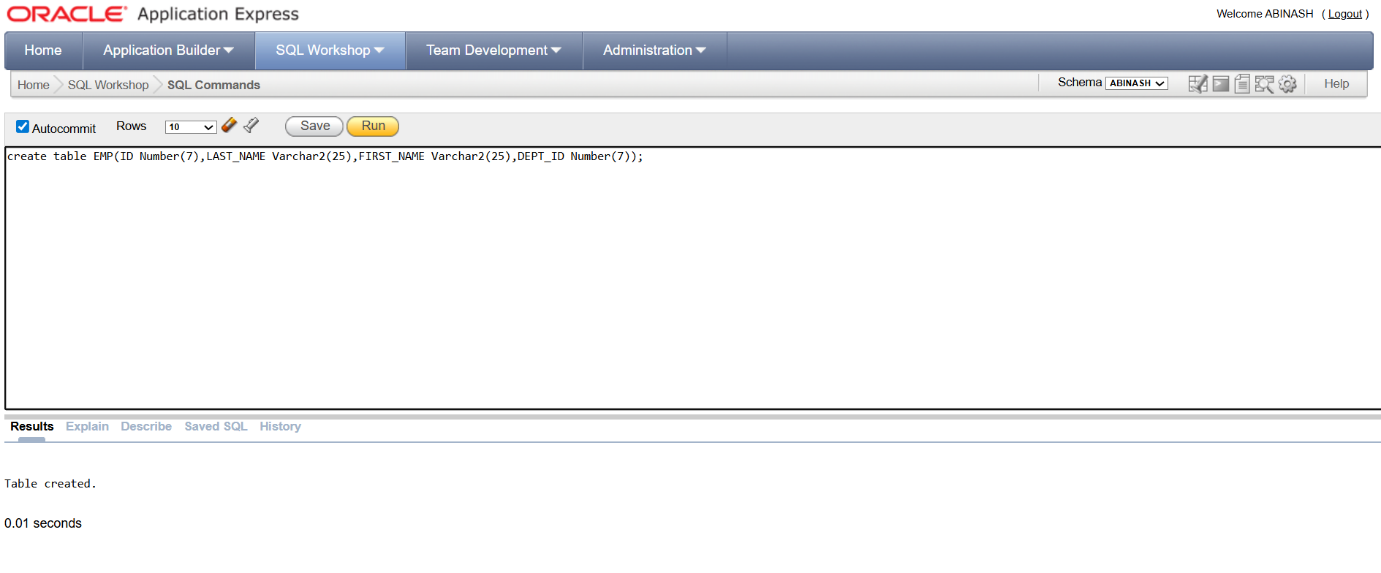 ORACLE Application Express
Welcome ABINASH ( Logout )
Home Application Builder SQL Workshop Team Development Administration
Home SQL Workshop SQL Commands Schema ABINASH Help
Autocommit Rows 10 Save Run
create table EMP(ID Number(7),LAST_NAME Varchar2(25),FIRST_NAME Varchar2(25),DEPT_ID Number(7));
Results Explain Describe Saved SQL History
Table created.
0.01 seconds